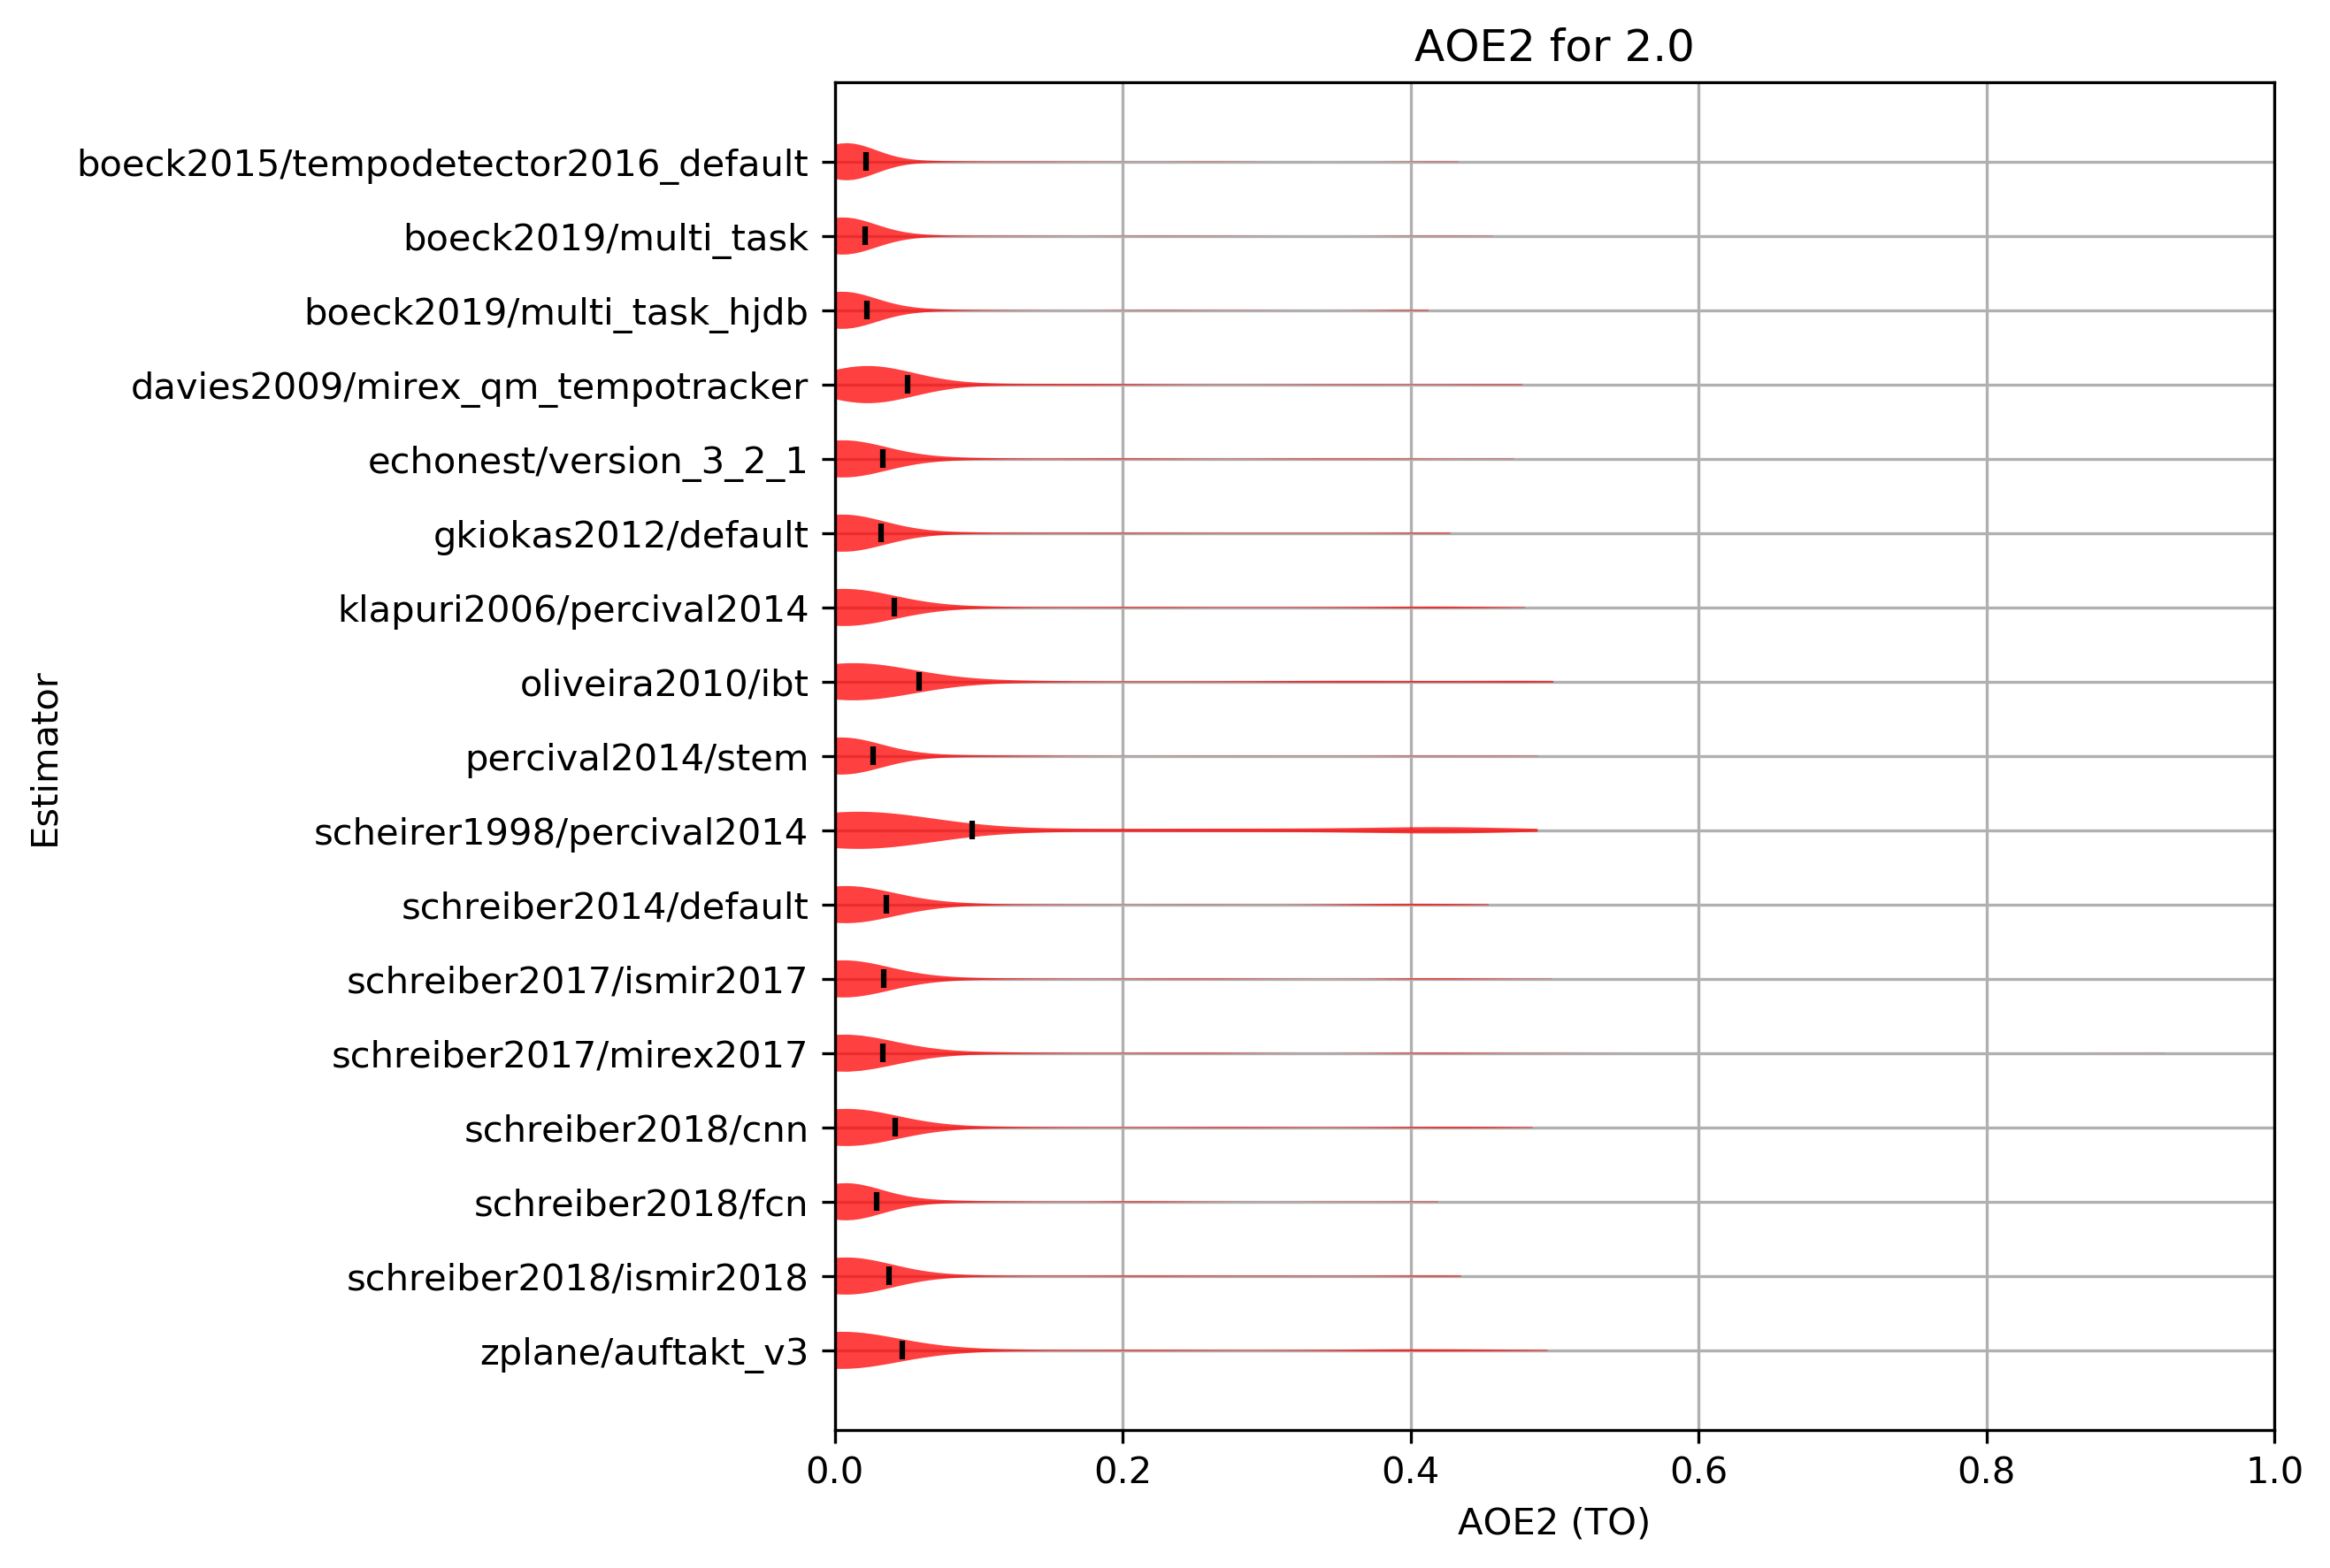 AOE2 for 2.0
boeck2015/tempodetector2016_default
boeck2019/multi_task
boeck2019/multi_task_hjdb
davies2009/mirex_qm_tempotracker
echonest/version_3_2_1
gkiokas2012/default
klapuri2006/percival2014
oliveira2010/ibt
percival2014/stem
scheirer1998/percival2014
schreiber2014/default
schreiber2017/ismir2017
schreiber2017/mirex2017
schreiber2018/cnn
schreiber2018/fcn
schreiber2018/ismir2018
zplane/auftakt_v3
Estimator
0.0 0.2 0.4 0.6 0.8 1.0
AOE2 (TO)